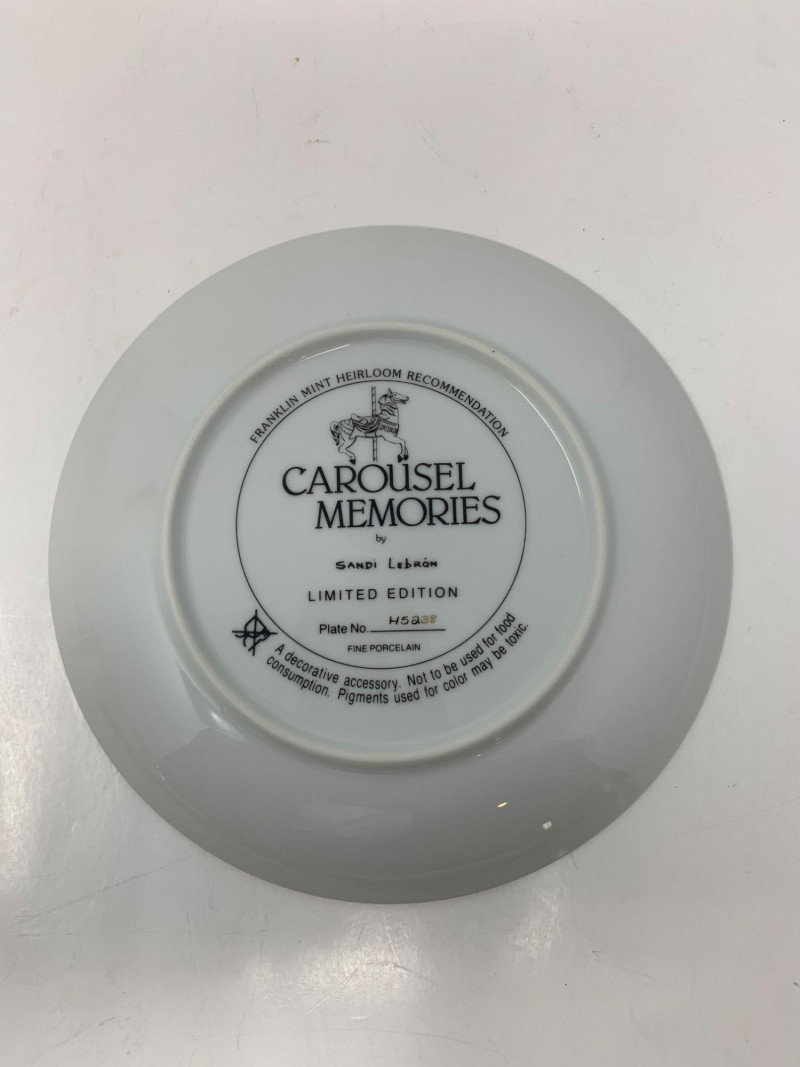 FRANKLIN MINT HEIRLOOM RECOMMENDATION
CAROUSEL
MEMORIES
by
SANDi LebRóN
LIMITED EDITION
Plate No. H5238
FINE PORCELAIN
A decorative accessory. Not to be used for food
consumption. Pigments used for color may be toxic.